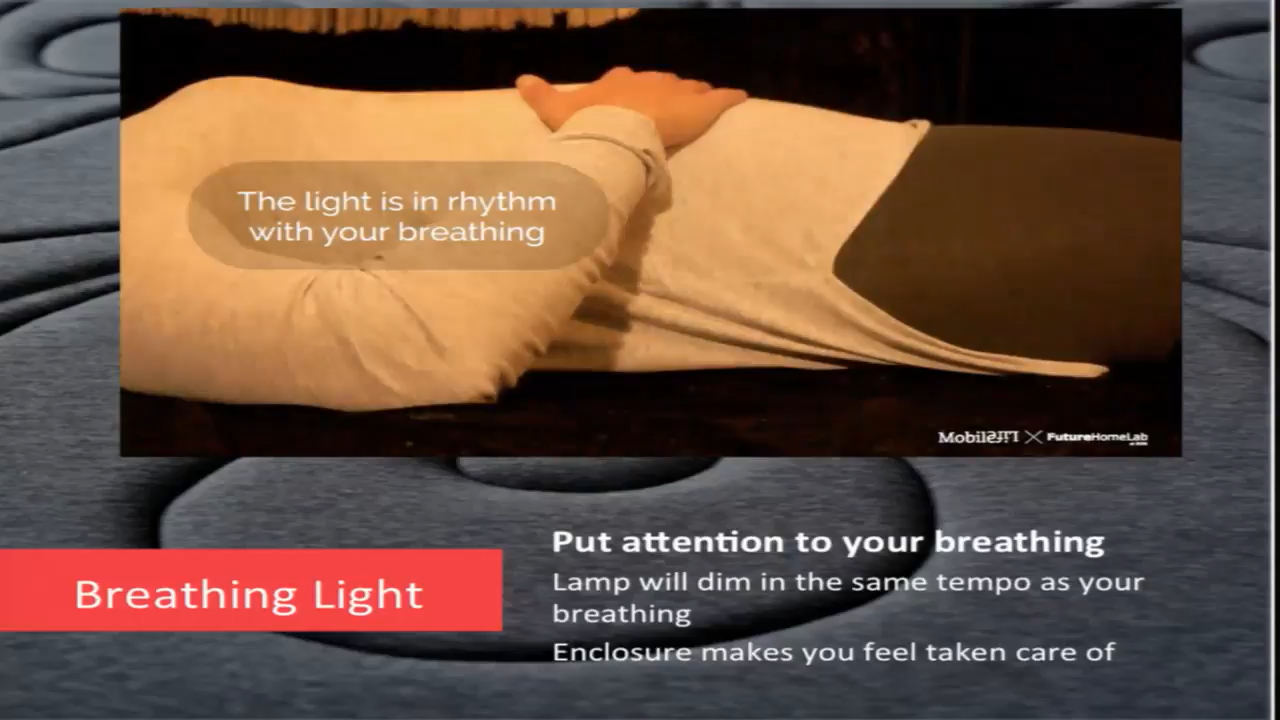 The light is in rhythm
with your breathing
FutureHomeLab
Breathing Light
Put attention to your breathing
Lamp will dim in the same tempo as your
breathing
Enclosure makes you feel taken care of